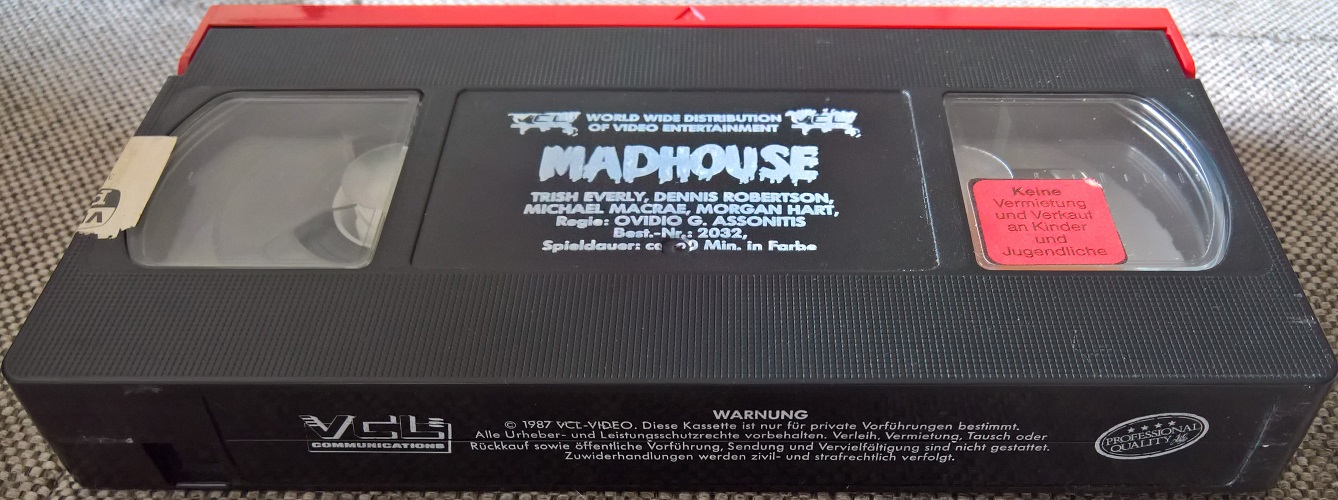 VCL WORLD WIDE DISTRIBUTION VCL
OF VIDEO ENTERTAINMENT
MADHOUSE
TRISH EVERLY, DENNIS ROBERTSON,
MICHAEL MACRAE, MORGAN HART,
Regie: OVIDIO G. ASSONITIS
Best.-Nr.: 2032,
Spieldauer: ca. Min. in Farbe
Keine
Vermietung
und Verkauf
an Kinder
und
Jugendliche
VCL
COMMUNICATIONS
WARNUNG
© 1987 VCL-VIDEO. Diese Kassette ist nur für private Vorführungen bestimmt.
Alle Urheber- und Leistungsschutzrechte vorbehalten. Verleih, Vermietung, Tausch oder
Rückkauf sowie öffentliche Vorführung, Sendung und Vervielfältigung sind nicht gestattet.
Zuwiderhandlungen werden zivil- und strafrechtlich verfolgt.
PROFESSIONAL
QUALITY